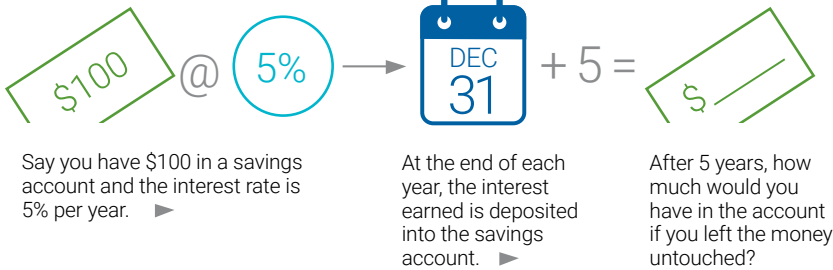 $100 @ 5% DEC 31 + 5 = $
Say you have $100 in a savings
account and the interest rate is
5% per year.
At the end of each
year, the interest
earned is deposited
into the savings
account.
After 5 years, how
much would you
have in the account
if you left the money
untouched?